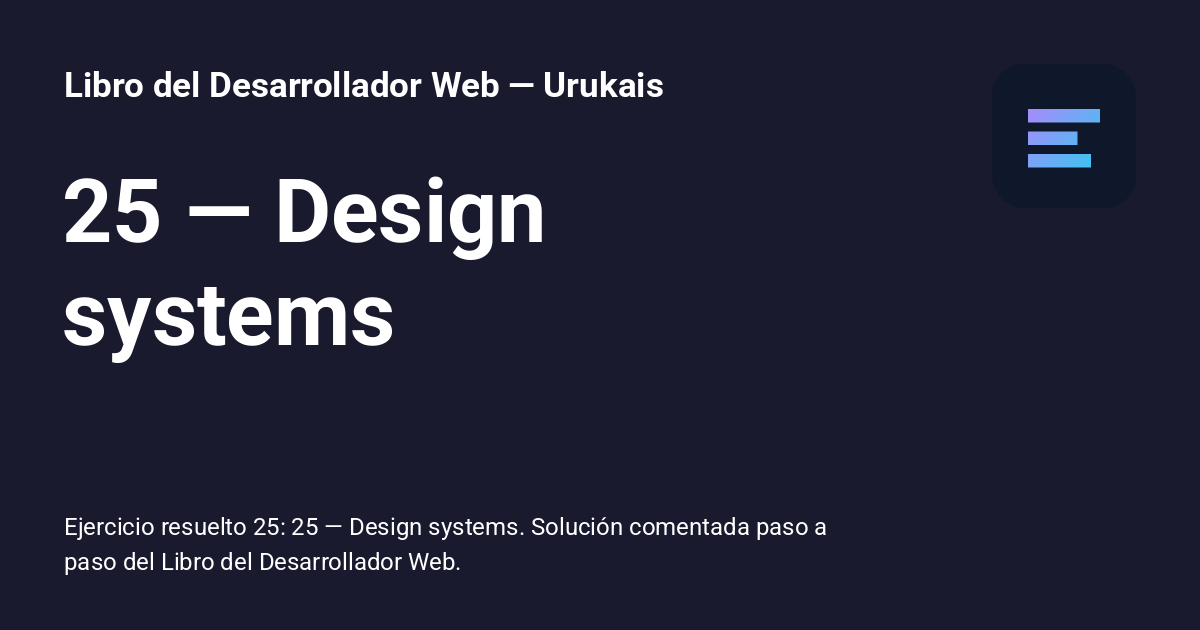 Libro del Desarrollador Web — Urukais
25 — Design
systems
Ejercicio resuelto 25: 25 — Design systems. Solución comentada paso a
paso del Libro del Desarrollador Web.